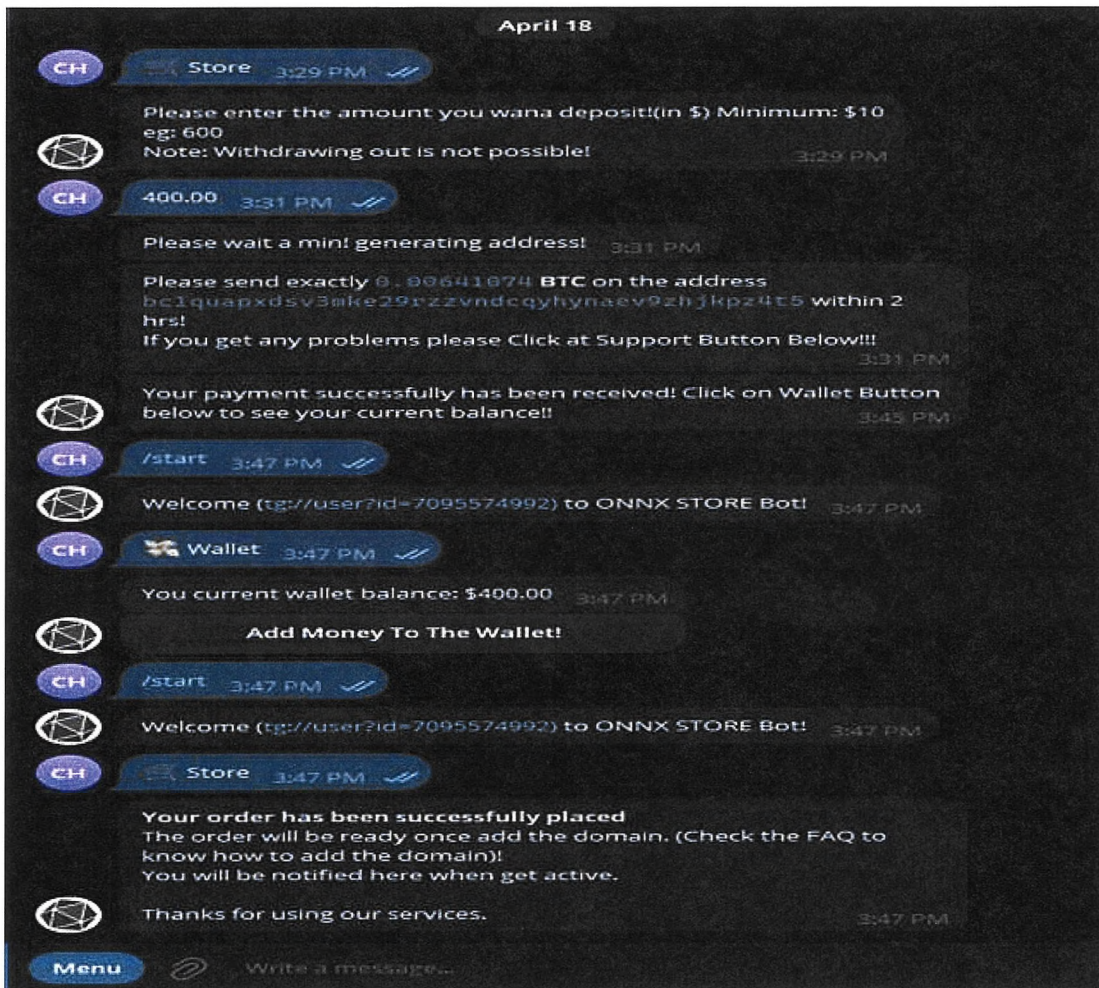 April 18
CH
Store 3:29 PM
Please enter the amount you wana deposit!(in $) Minimum: $10
eg: 600
Note: Withdrawing out is not possible!
3:29 PM
CH
400.00 3:31 PM
Please wait a min! generating address! 3:31 PM
Please send exactly 0.00641074 BTC on the address
bc1quapxdsv3mke29rzzvndcqyhynaev9zhjkpz4t5 within 2
hrs!
If you get any problems please Click at Support Button Below!!!
3:31 PM
Your payment successfully has been received! Click on Wallet Button
below to see your current balance!!
3:45 PM
CH
/start 3:47 PM
Welcome (tg://user?id=7095574992) to ONNX STORE Bot! 3:47 PM
CH
Wallet 3:47 PM
You current wallet balance: $400.00 3:47 PM
Add Money To The Wallet!
CH
/start 3:47 PM
Welcome (tg://user?id=7095574992) to ONNX STORE Bot! 3:47 PM
CH
Store 3:47 PM
Your order has been successfully placed
The order will be ready once add the domain. (Check the FAQ to
know how to add the domain)!
You will be notified here when get active.
Thanks for using our services.
3:47 PM
Menu
Write a message...